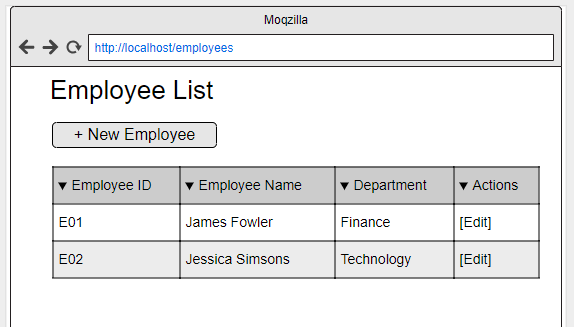 Moqzilla
http://localhost/employees
Employee List
+ New Employee
▼ Employee ID ▼ Employee Name ▼ Department ▼ Actions
E01 James Fowler Finance [Edit]
E02 Jessica Simsons Technology [Edit]